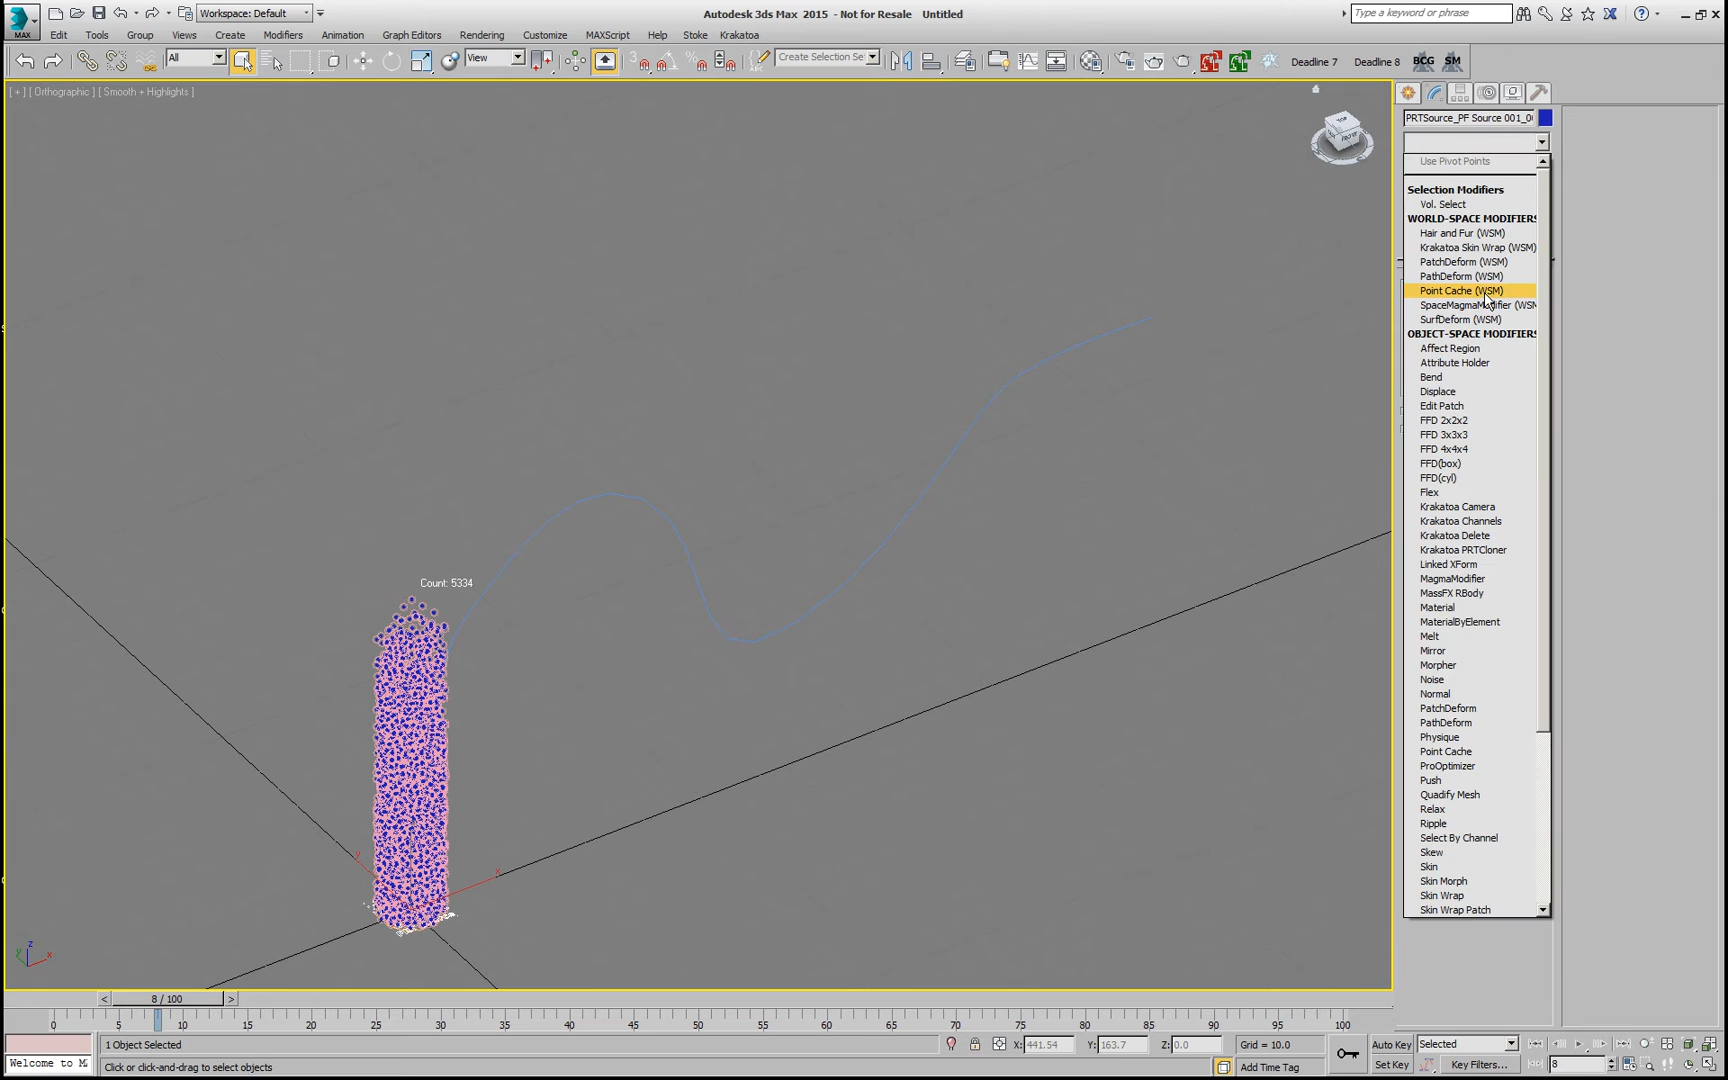 Workspace: Default
Autodesk 3ds Max 2015 - Not for Resale Untitled
Type a keyword or phrase
MAX
Edit Tools Group Views Create Modifiers Animation Graph Editors Rendering Customize MAXScript Help Stoke Krakatoa
All View Create Selection Se Deadline 7 Deadline 8 BCG SM
[ + ] [ Orthographic ] [ Smooth + Highlights ]
TOP
PRTSource_PF Source 001_0
Use Pivot Points
Selection Modifiers
Vol. Select
WORLD-SPACE MODIFIERS
Hair and Fur (WSM)
Krakatoa Skin Wrap (WSM)
PatchDeform (WSM)
PathDeform (WSM)
Point Cache (WSM)
SpaceMagmaModifier (WSM
SurfDeform (WSM)
OBJECT-SPACE MODIFIERS
Affect Region
Attribute Holder
Bend
Displace
Edit Patch
FFD 2x2x2
FFD 3x3x3
FFD 4x4x4
FFD(box)
FFD(cyl)
Flex
Krakatoa Camera
Krakatoa Channels
Krakatoa Delete
Krakatoa PRTCloner
Linked XForm
MagmaModifier
MassFX RBody
Material
MaterialByElement
Melt
Mirror
Morpher
Noise
Normal
PatchDeform
PathDeform
Physique
Point Cache
ProOptimizer
Push
Quadify Mesh
Relax
Ripple
Select By Channel
Skew
Skin
Skin Morph
Skin Wrap
Skin Wrap Patch
Count: 5334
y x
z
y x
< 8 / 100 >
0 5 10 15 20 25 30 35 40 45 50 55 60 65 70 75 80 85 90 95 100
1 Object Selected X: 441.54 Y: 163.7 Z: 0.0 Grid = 10.0 Auto Key Selected
Welcome to M Click or click-and-drag to select objects Add Time Tag Set Key Key Filters... 8